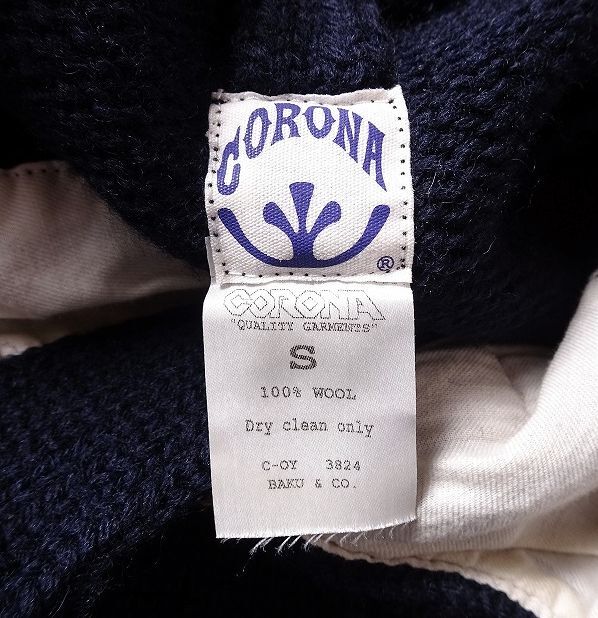 CORONA
®
CORONA
"QUALITY GARMENTS"
S
100% WOOL
Dry clean only
C-OY 3824
BAKU & CO.